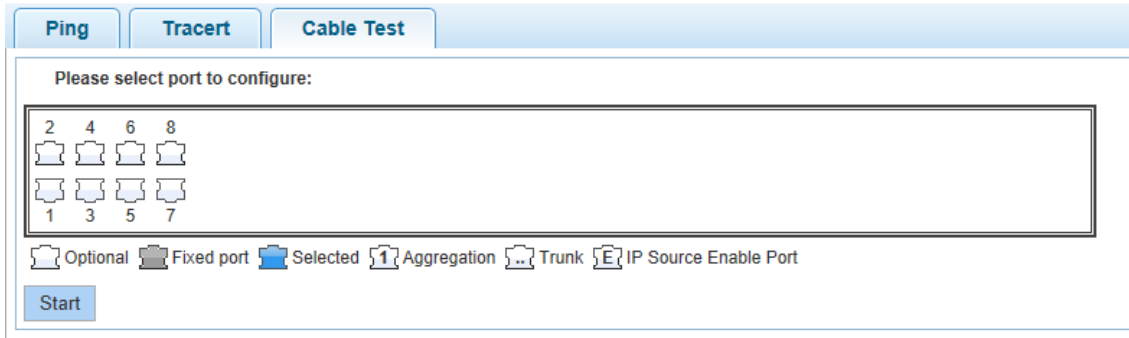 Ping Tracert Cable Test
Please select port to configure:
2 4 6 8
1 3 5 7
Optional Fixed port Selected 1 Aggregation .. Trunk E IP Source Enable Port
Start